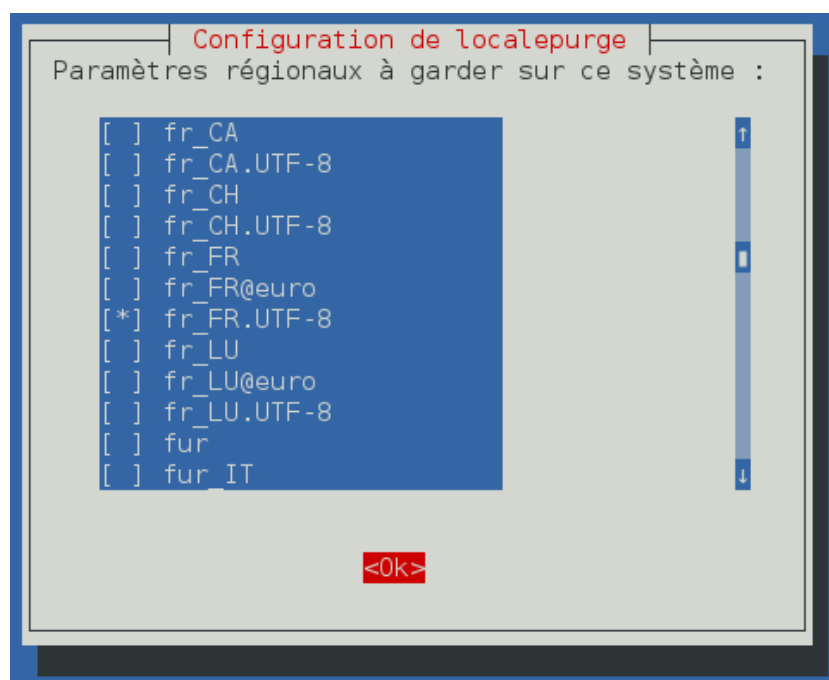 Configuration de localepurge
Paramètres régionaux à garder sur ce système :
[ ] fr_CA
[ ] fr_CA.UTF-8
[ ] fr_CH
[ ] fr_CH.UTF-8
[ ] fr_FR
[ ] fr_FR@euro
[*] fr_FR.UTF-8
[ ] fr_LU
[ ] fr_LU@euro
[ ] fr_LU.UTF-8
[ ] fur
[ ] fur_IT
<Ok>